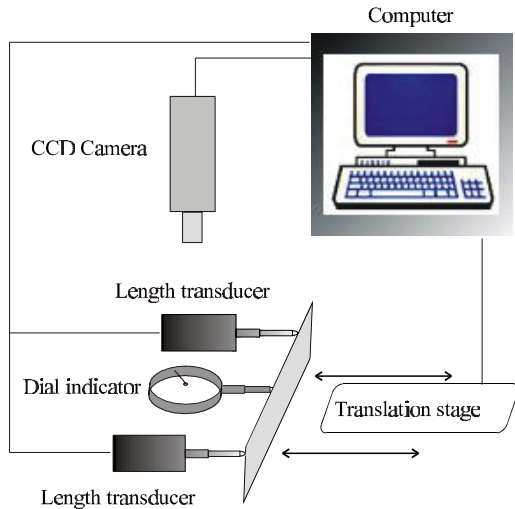 Computer
CCD Camera
Length transducer
Dial indicator
Translation stage
Length transducer